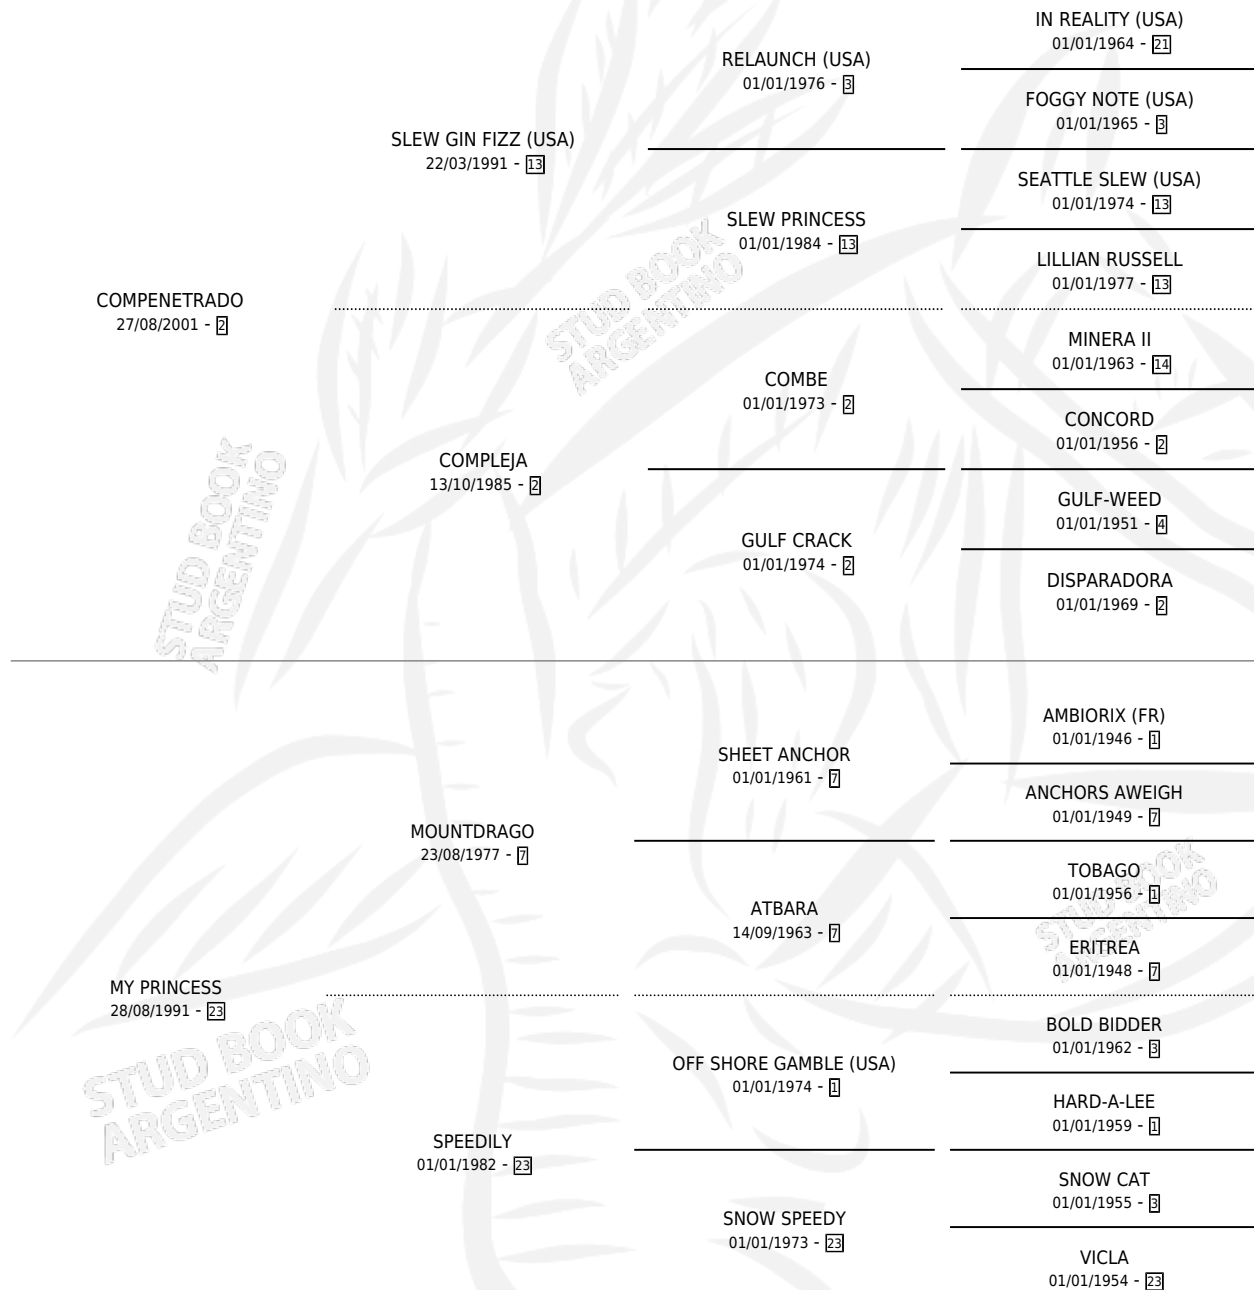 IN REALITY (USA)
01/01/1964 - 21
RELAUNCH (USA)
01/01/1976 - 3
FOGGY NOTE (USA)
01/01/1965 - 3
SLEW GIN FIZZ (USA)
22/03/1991 - 13
SEATTLE SLEW (USA)
01/01/1974 - 13
SLEW PRINCESS
01/01/1984 - 13
LILLIAN RUSSELL
01/01/1977 - 13
COMPENETRADO
27/08/2001 - 2
MINERA II
01/01/1963 - 14
COMBE
01/01/1973 - 2
CONCORD
01/01/1956 - 2
COMPLEJA
13/10/1985 - 2
GULF-WEED
01/01/1951 - 4
GULF CRACK
01/01/1974 - 2
DISPARADORA
01/01/1969 - 2
AMBIORIX (FR)
01/01/1946 - 1
SHEET ANCHOR
01/01/1961 - 7
ANCHORS AWEIGH
01/01/1949 - 7
MOUNTDRAGO
23/08/1977 - 7
TOBAGO
01/01/1956 - 1
ATBARA
14/09/1963 - 7
ERITREA
01/01/1948 - 7
MY PRINCESS
28/08/1991 - 23
BOLD BIDDER
01/01/1962 - 3
OFF SHORE GAMBLE (USA)
01/01/1974 - 1
HARD-A-LEE
01/01/1959 - 1
SPEEDILY
01/01/1982 - 23
SNOW CAT
01/01/1955 - 3
SNOW SPEEDY
01/01/1973 - 23
VICLA
01/01/1954 - 23
STUD BOOK
ARGENTINO
STUD BOOK
ARGENTINO
STUD BOOK
ARGENTINO
STUD BOOK
ARGENTINO